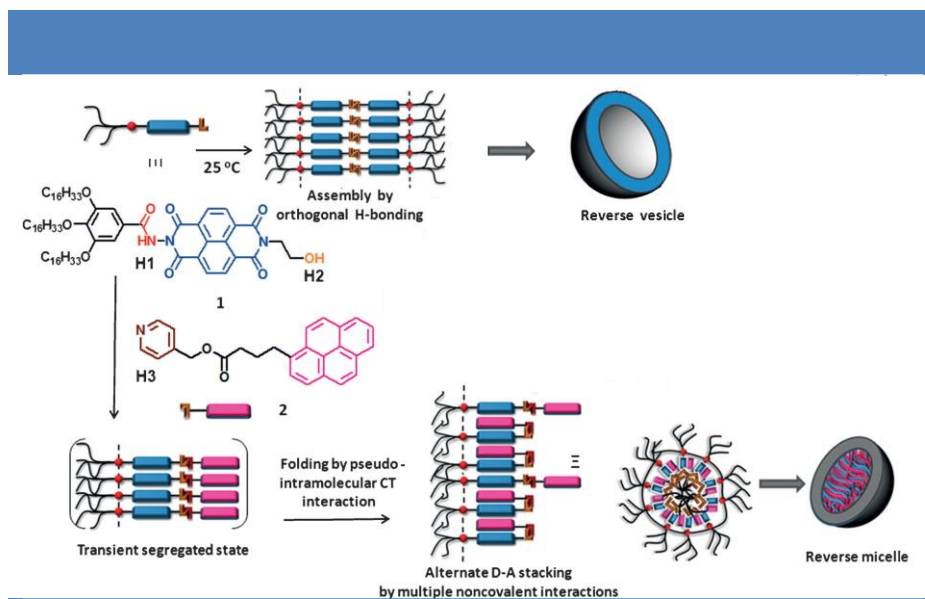 25 °C
Assembly by
orthogonal H-bonding
Reverse vesicle
C₁₆H₃₃O
C₁₆H₃₃O
C₁₆H₃₃O
O
HN
N
O
O
O
O
N
OH
H1
H2
1
N
O
O
H3
2
Folding by pseudo-
intramolecular CT
interaction
Transient segregated state
Alternate D-A stacking
by multiple noncovalent interactions
Reverse micelle